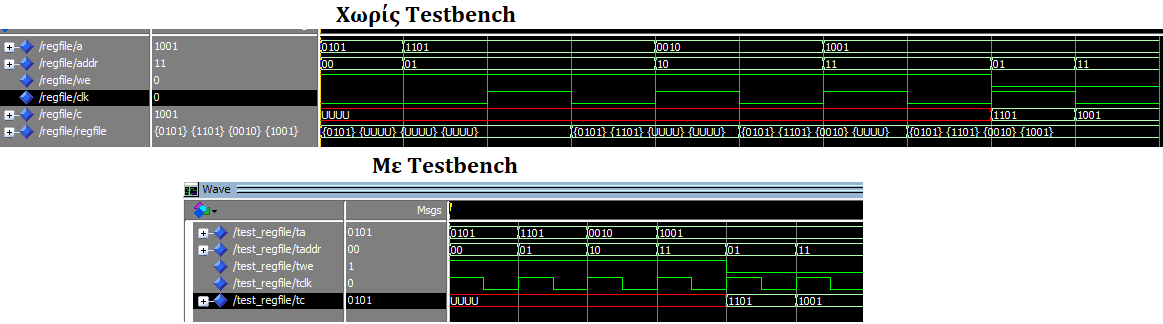 Χωρίς Testbench
/regfile/a 1001 0101 1101 0010 1001
/regfile/addr 11 00 01 10 11 01 11
/regfile/we 0
/regfile/clk 0
/regfile/c 1001 UUUU 1101 1001
/regfile/regfile {0101} {1101} {0010} {1001} {0101} {UUUU} {UUUU} {UUUU} {0101} {1101} {UUUU} {UUUU} {0101} {1101} {0010} {UUUU} {0101} {1101} {0010} {1001}
Με Testbench
Wave
Msgs
/test_regfile/ta 0101 0101 1101 0010 1001
/test_regfile/taddr 00 00 01 10 11 01 11
/test_regfile/twe 1
/test_regfile/tclk 0
/test_regfile/tc 0101 UUUU 1101 1001